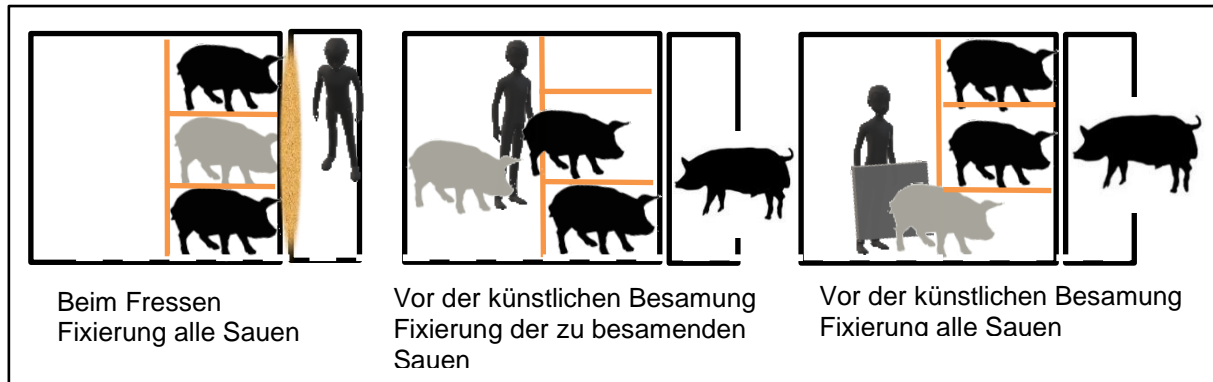 Beim Fressen
Fixierung alle Sauen
Vor der künstlichen Besamung
Fixierung der zu besamenden
Sauen
Vor der künstlichen Besamung
Fixierung alle Sauen